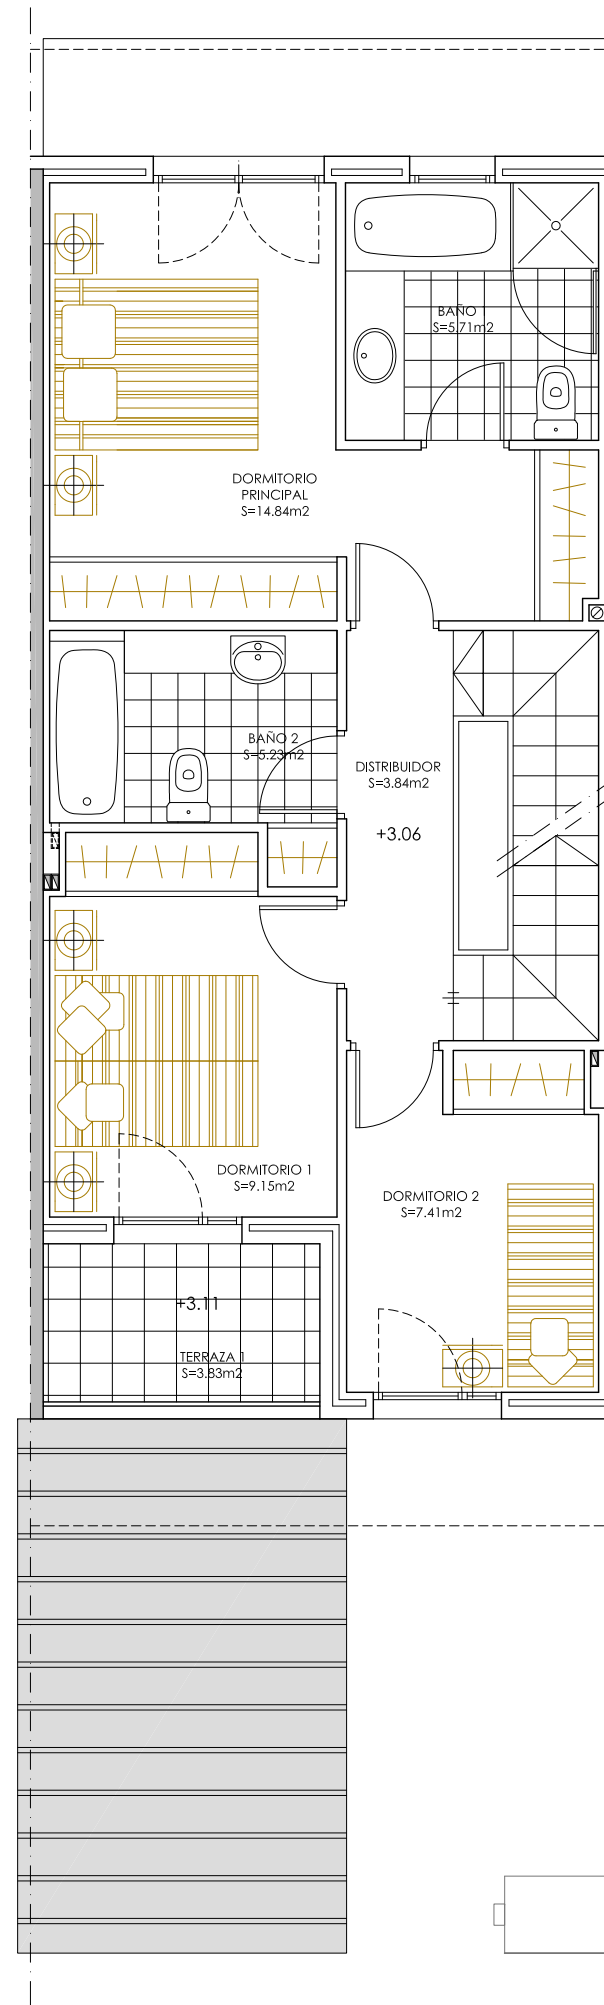 BAÑO 1
S=5.71m2
DORMITORIO
PRINCIPAL
S=14.84m2
BAÑO 2
S=5.23m2
DISTRIBUIDOR
S=3.84m2
+3.06
DORMITORIO 1
S=9.15m2
DORMITORIO 2
S=7.41m2
+3.11
TERRAZA 1
S=3.83m2